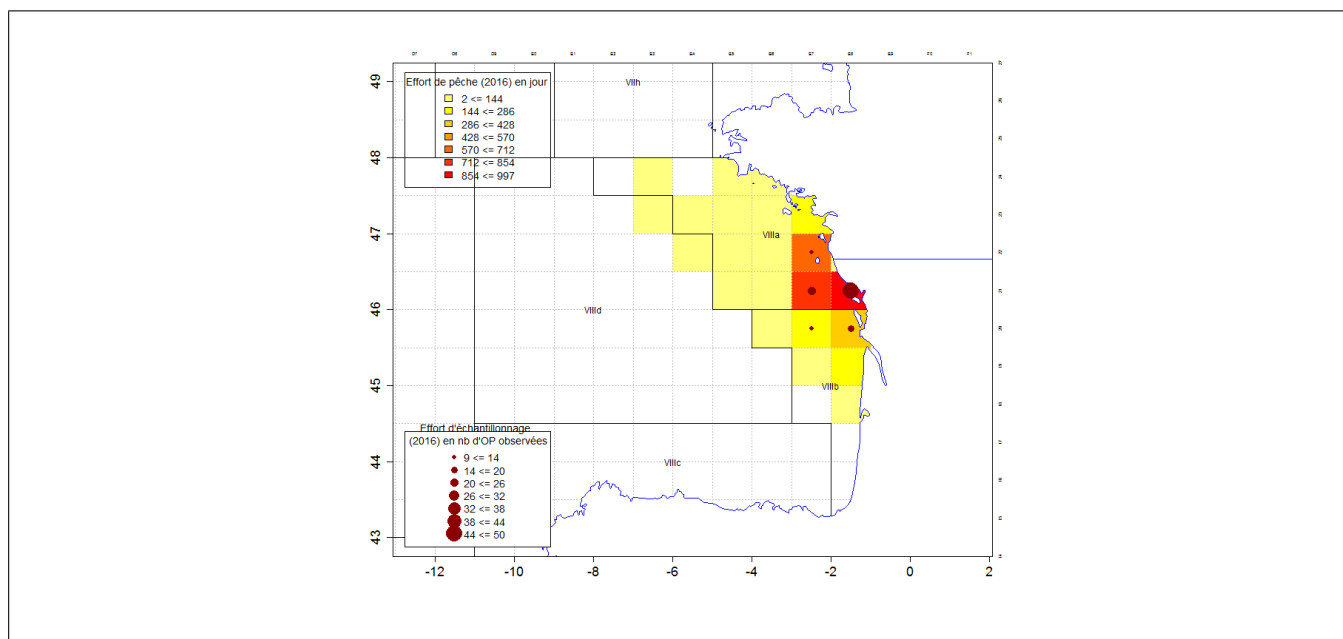 Effort de pêche (2016) en jour
2 <= 144
144 <= 286
286 <= 428
428 <= 570
570 <= 712
712 <= 854
854 <= 997
VIIh
VIIIa
VIIId
VIIIb
VIIIc
Effort d'échantillonnage
(2016) en nb d'OP observées
9 <= 14
14 <= 20
20 <= 26
26 <= 32
32 <= 38
38 <= 44
44 <= 50
49
48
47
46
45
44
43
-12 -10 -8 -6 -4 -2 0 2